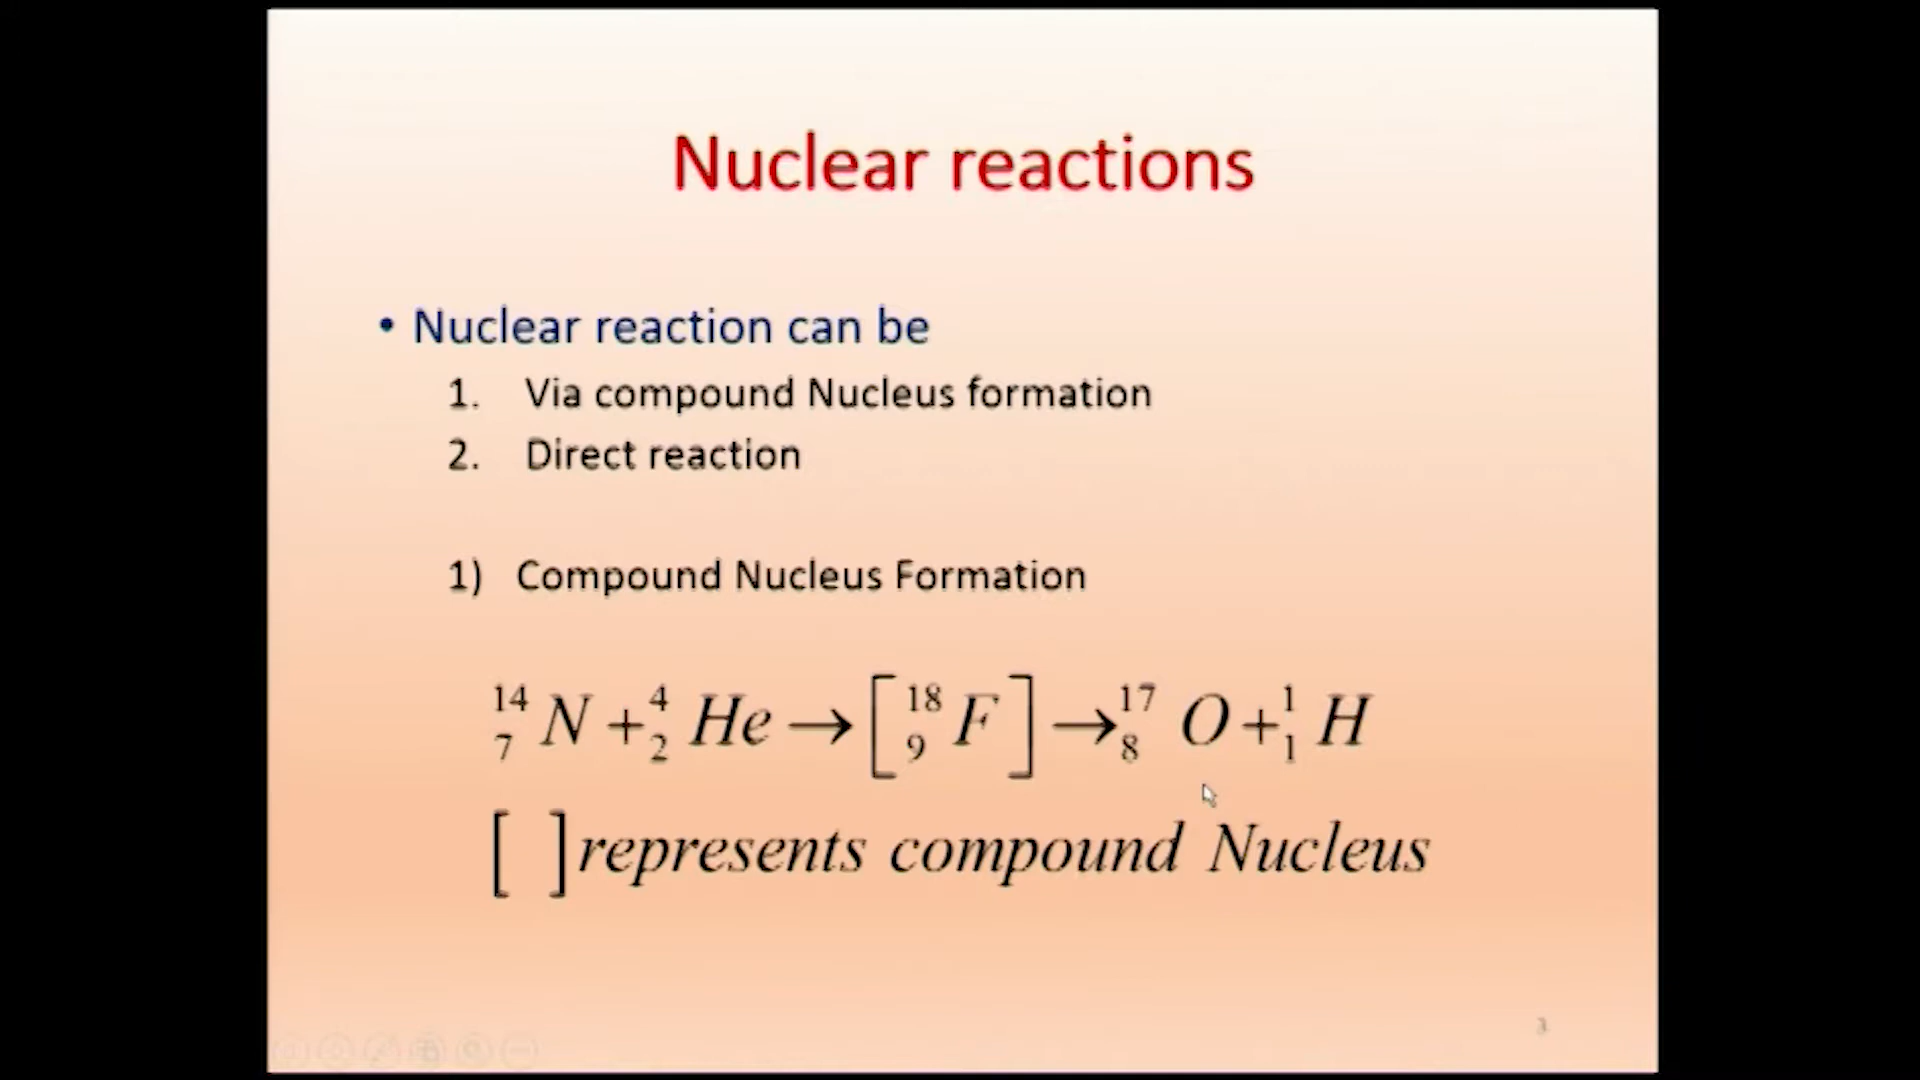 Nuclear reactions
• Nuclear reaction can be
1. Via compound Nucleus formation
2. Direct reaction
1) Compound Nucleus Formation
¹⁴₇N + ⁴₂He → [¹⁸₉F] → ¹⁷₈O + ¹₁H
[ ] represents compound Nucleus
3